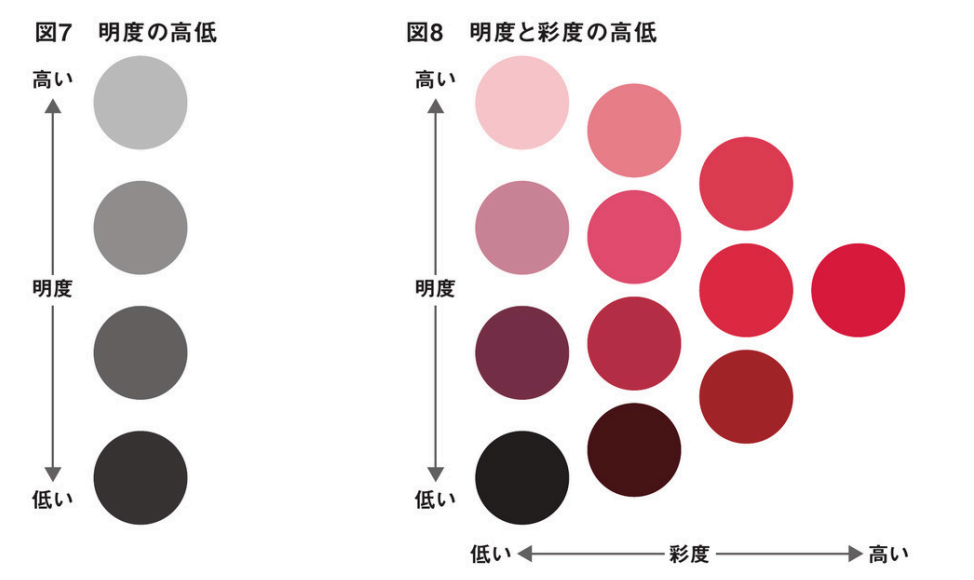 図7 明度の高低
高い
明度
低い
図8 明度と彩度の高低
高い
明度
低い
低い 彩度 高い